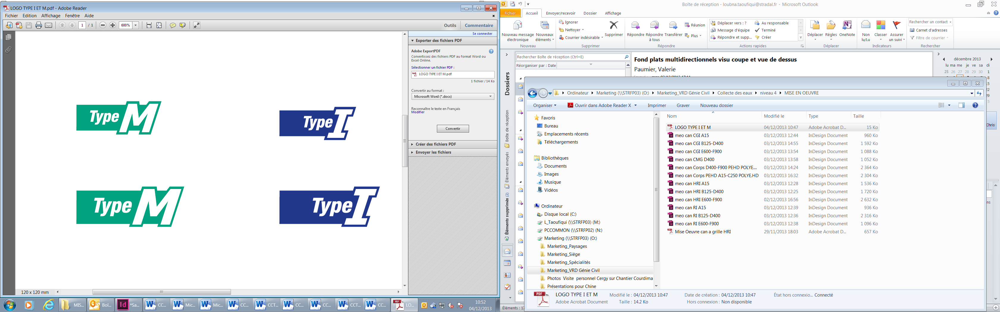 LOGO TYPE I ET M.pdf - Adobe Reader
Fichier Edition Affichage Fenêtre Aide
1 / 1 600% Outils Commentaire
Se connecter
Exporter des fichiers PDF
Adobe ExportPDF
Convertissez des fichiers PDF au format Word ou
Excel Online.
Sélectionner un fichier PDF :
LOGO TYPE I ET M.pdf
1 fichier / 14 Ko
Convertir au format :
Microsoft Word (*.docx)
Reconnaître le texte en Français
Modifier
Convertir
Créer des fichiers PDF
Envoyer les fichiers
Type M
Type I
Type M
Type I
120 x 120 mm
Boîte de réception - loubna.taoufiqui@stradal.fr - Microsoft Outlook
Fichier Accueil Envoyer/recevoir Dossier Affichage
Nouveau message
électronique
Nouveaux
éléments
Nouveau
Ignorer
Nettoyer
Courrier indésirable
Supprimer
Supprimer
Répondre
Répondre
à tous
Transférer
Réunion
Plus
Répondre
Déplacer vers : ?
Message d'équipe
Répondre et supp...
Au responsable
Terminé
Créer
Actions rapides
Déplacer
Règles
OneNote
Déplacer
Non
lu/Lu
Classer
Assurer
un suivi
Indicateurs
Rechercher un contact
Carnet d'adresses
Filtre de courrier
Rechercher
Rechercher Boîte de réception (Ctrl+E)
Réorganiser par : Date
Fond plats multidirectionnels visu coupe et vue de dessus
Paumier, Valerie
décembre 2013
lu ma me je ve sa di
25 26 27 28 29 30 1
8
15
22
29
5
Chris
Dossiers
Boîte de réception
Éléments envoyés
Éléments supprimés (2)
Ordinateur Marketing (\\STRFP03) (O:) Marketing_VRD Génie Civil Collecte des eaux niveau 4 MISE EN OEUVRE
Organiser Ouvrir dans Adobe Reader X Imprimer Graver Nouveau dossier
Favoris
Bureau
Emplacements récents
Téléchargements
Bibliothèques
Documents
Images
Musique
Vidéos
Ordinateur
Disque local (C:)
L_Taoufiqui (\\STRFP03) (M:)
PCCOMMON (\\STRFP02) (N:)
Marketing (\\STRFP03) (O:)
Marketing_Paysages
Marketing_Siège
Marketing_Spécialités
Marketing_VRD Génie Civil
Photos Visite personnel Cergy sur Chantier Courdima
Présentations pour Chine
Nom Modifié le Type Taille
LOGO TYPE I ET M 04/12/2013 10:47 Adobe Acrobat D... 15 Ko
meo can CGI A15 03/12/2013 12:44 InDesign Document 960 Ko
meo can CGI B125-D400 03/12/2013 14:55 InDesign Document 1 592 Ko
meo can CGI E600-F900 03/12/2013 13:54 InDesign Document 1 088 Ko
meo can CMG D400 03/12/2013 13:58 InDesign Document 1 052 Ko
meo can Corps D400-F900 PEHD POLYE.... 03/12/2013 14:24 InDesign Document 2 364 Ko
meo can Corps PEHD A15-C250 POLYE.HD 03/12/2013 16:32 InDesign Document 2 304 Ko
meo can HRI A15 03/12/2013 12:28 InDesign Document 1 536 Ko
meo can HRI B125-D400 03/12/2013 12:25 InDesign Document 1 720 Ko
meo can HRI E600-F900 02/12/2013 16:56 InDesign Document 2 632 Ko
meo can RI A15 03/12/2013 12:39 InDesign Document 936 Ko
meo can RI B125-D400 03/12/2013 12:36 InDesign Document 2 316 Ko
meo can RI E600-F900 03/12/2013 12:38 InDesign Document 1 096 Ko
Mise Oeuvre can a grille HRI 29/11/2013 18:03 Adobe Acrobat D... 657 Ko
LOGO TYPE I ET M Modifié le : 04/12/2013 10:47 Date de création : 04/12/2013 10:47 État hors connexio... Connecté
Adobe Acrobat Document Taille : 14.2 Ko Hors connexion : Non disponible
Éléments : 17
MIS... Boî... *Sa... CC... Mic... Mic... CC... CCT... CC... CC... CCT... CC... LO...
10:52
04/12/2013